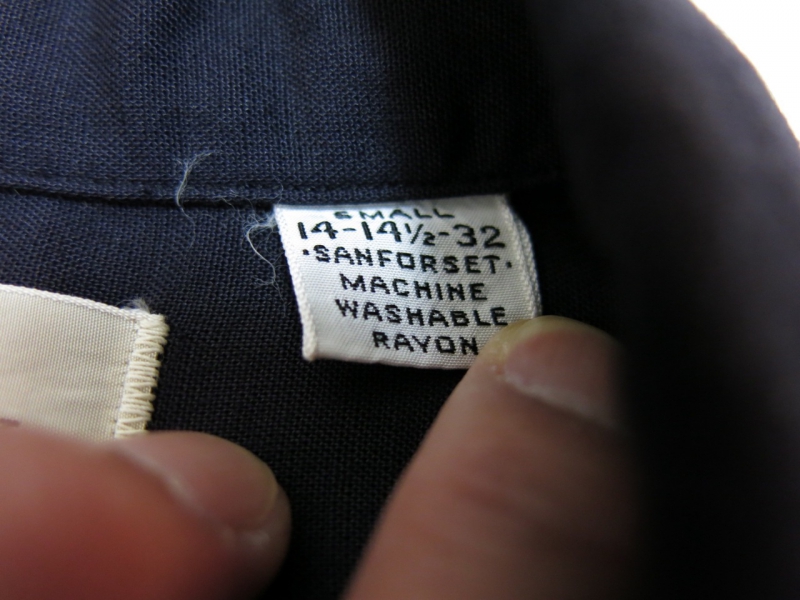 SMALL
14-14½-32
·SANFORSET·
MACHINE
WASHABLE
RAYON